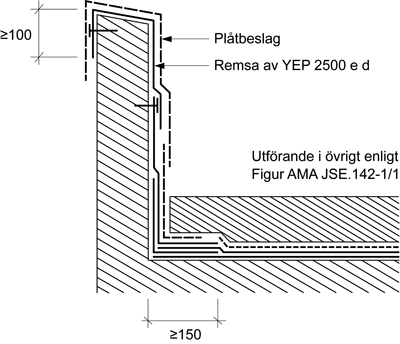 ≥100
Plåtbeslag
Remsa av YEP 2500 e d
Utförande i övrigt enligt
Figur AMA JSE.142-1/1
≥150